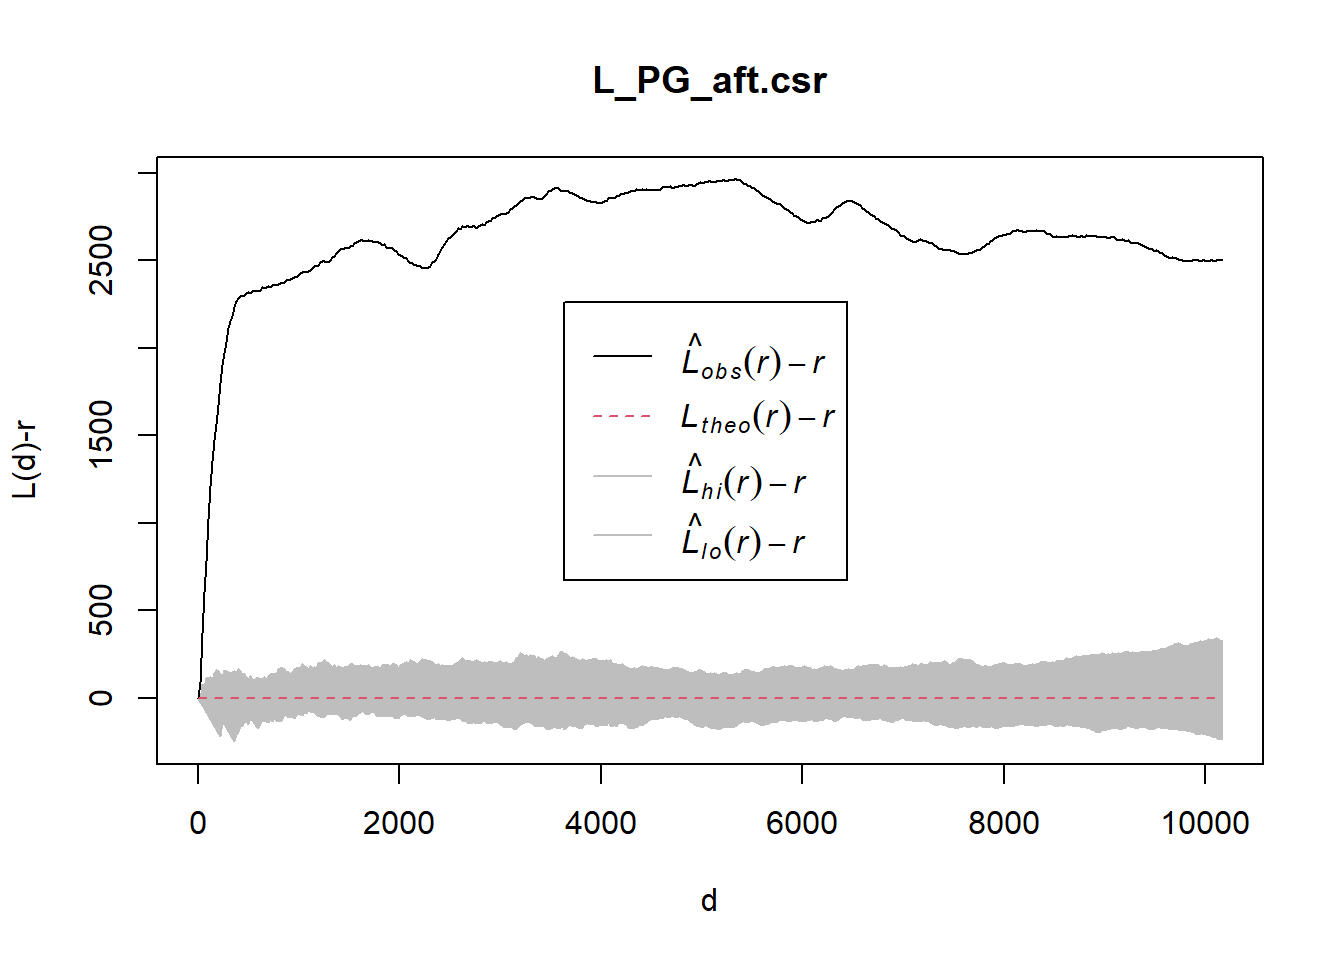 L_PG_aft.csr
L(d)-r
2500
1500
500
0
L̂obs(r) − r
Ltheo(r) − r
L̂hi(r) − r
L̂lo(r) − r
0 2000 4000 6000 8000 10000
d